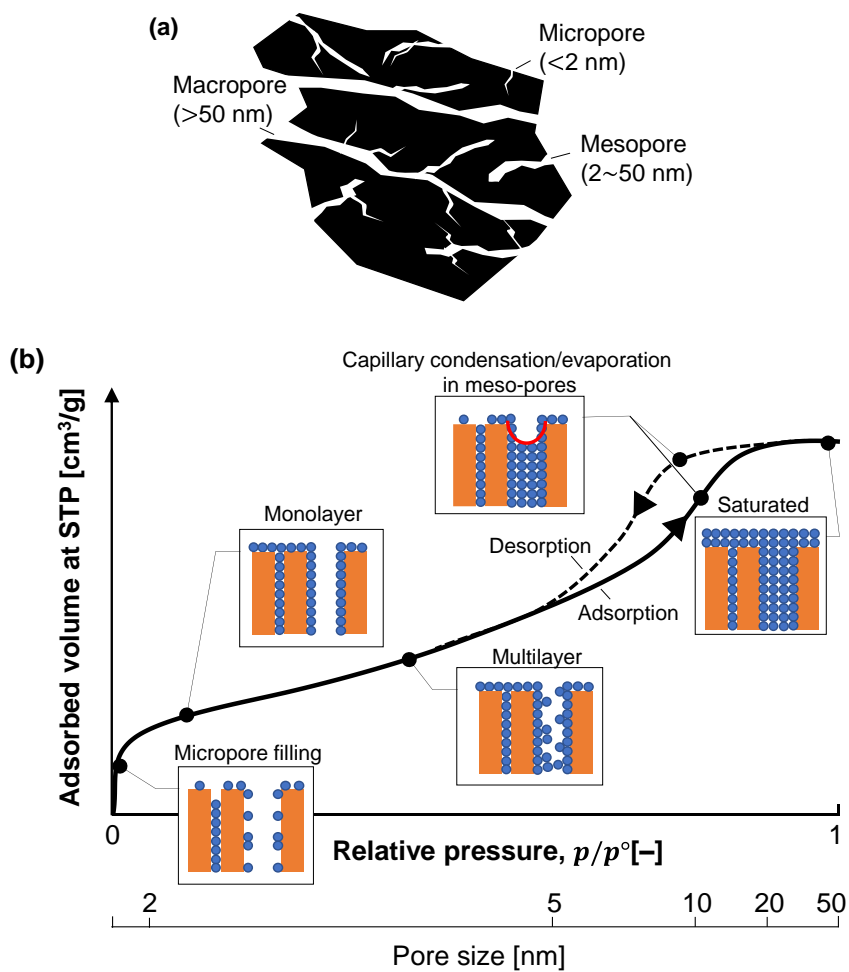 (a)
Micropore
(<2 nm)
Macropore
(>50 nm)
Mesopore
(2~50 nm)
(b)
Capillary condensation/evaporation
in meso-pores
Adsorbed volume at STP [cm³/g]
Monolayer
Saturated
Desorption
Adsorption
Multilayer
Micropore filling
0
1
Relative pressure, p/p°[–]
2
5
10
20
50
Pore size [nm]